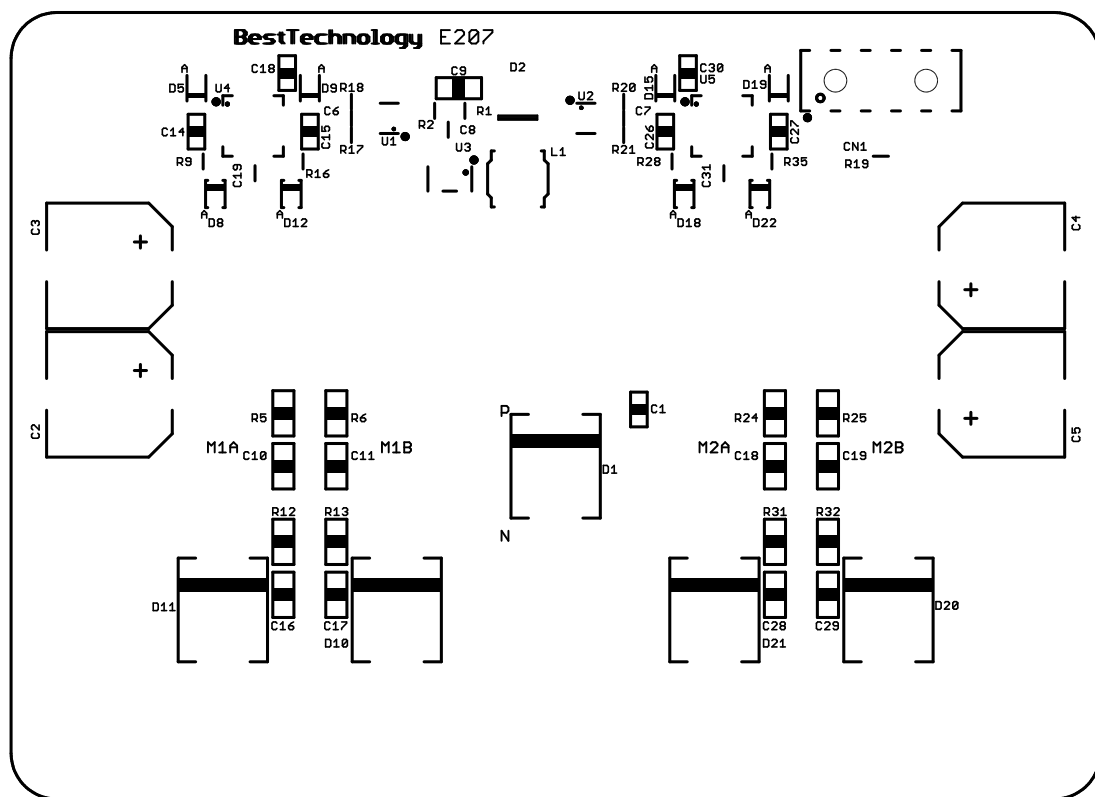 BestTechnology E207
D2
A
D5
U4
C18
A
D9
R18
C9
U2
R20
A
D15
C30
U5
A
D19
C6
R2
R1
C7
C14
C15
U1
C8
C26
C27
R17
U3
L1
R21
CN1
R9
C19
R16
R28
C31
R35
R19
A
D8
A
D12
A
D18
A
D22
C3
+
C4
+
C2
+
C5
+
P
C1
R5
R6
R24
R25
M1A
C10
C11
M1B
M2A
C18
C19
M2B
D1
R12
R13
R31
R32
N
D11
D20
C16
C17
C28
C29
D10
D21